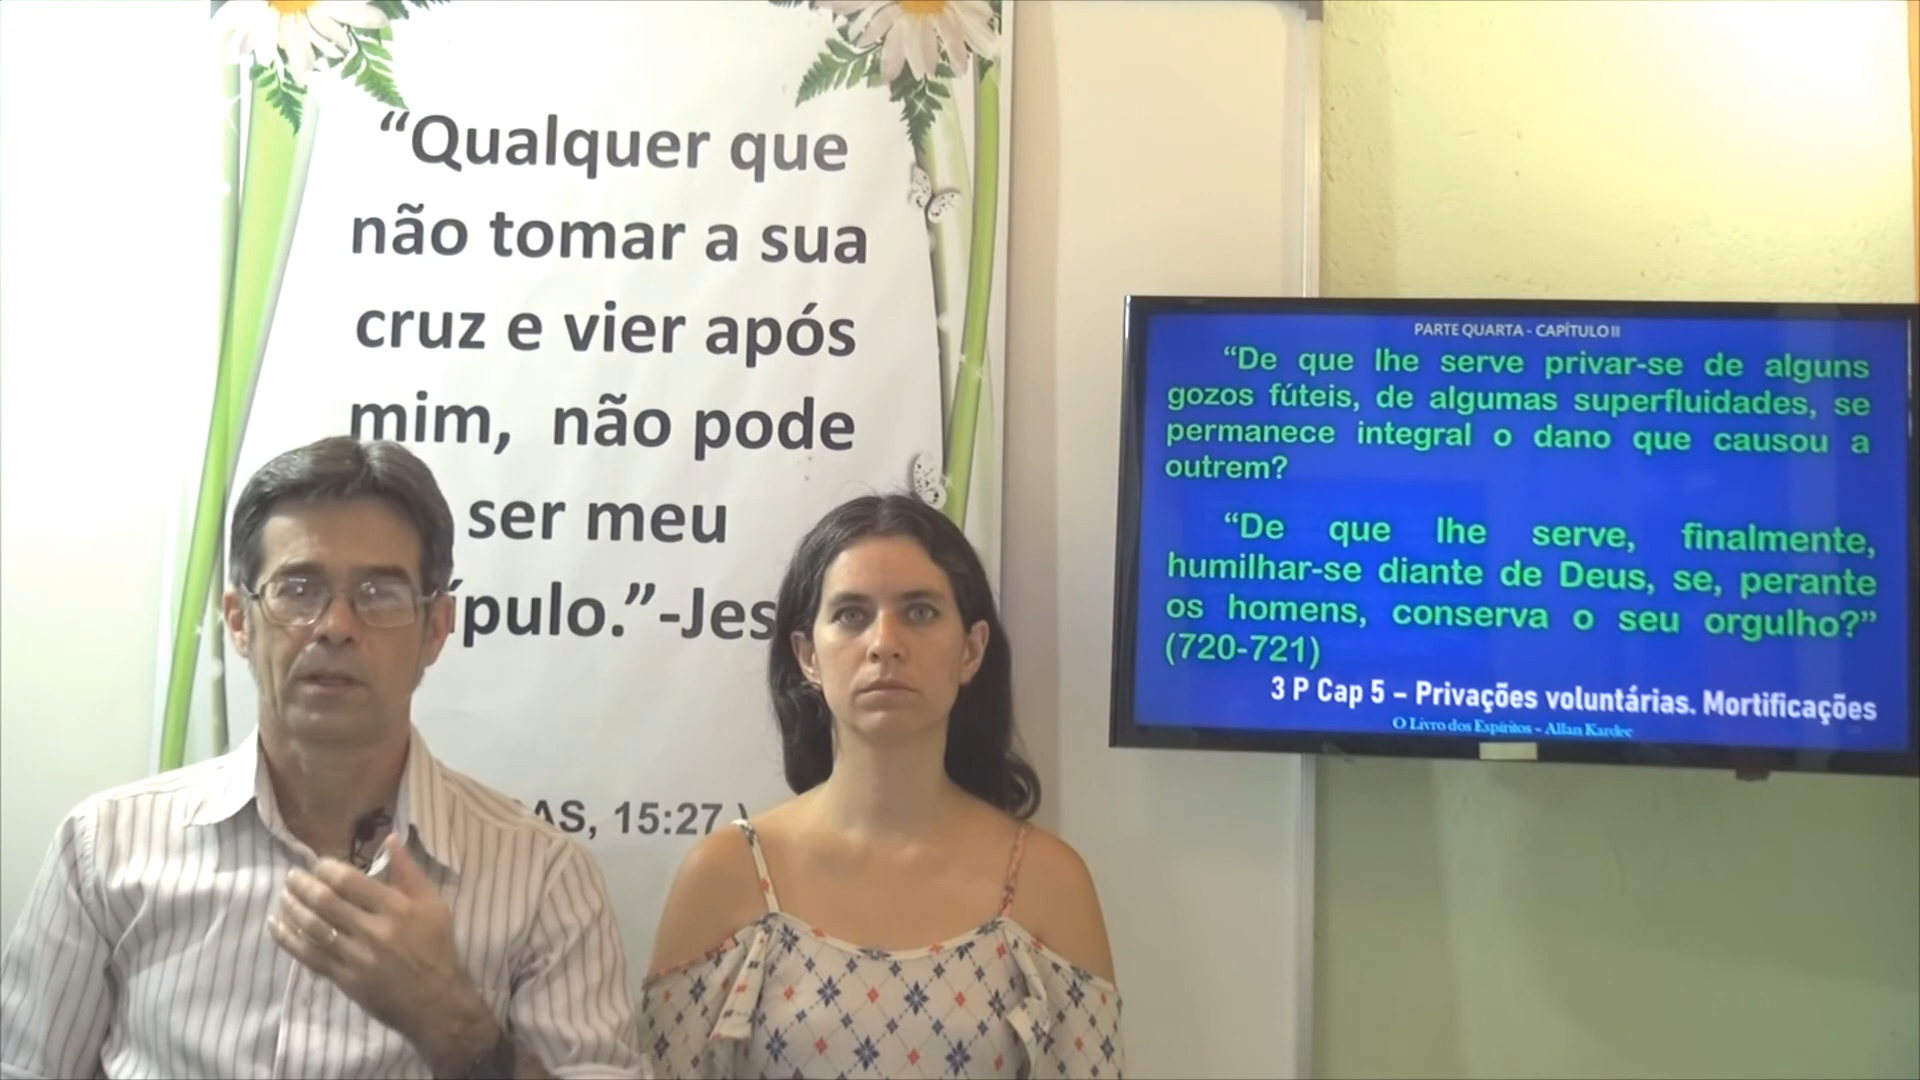 “Qualquer que
não tomar a sua
cruz e vier após
mim, não pode
ser meu
ípulo.”-Jes
AS, 15:27 )
PARTE QUARTA - CAPÍTULO II
“De que lhe serve privar-se de alguns
gozos fúteis, de algumas superfluidades, se
permanece integral o dano que causou a
outrem?
“De que lhe serve, finalmente,
humilhar-se diante de Deus, se, perante
os homens, conserva o seu orgulho?”
(720-721)
3 P Cap 5 – Privações voluntárias. Mortificações
O Livro dos Espíritos – Allan Kardec